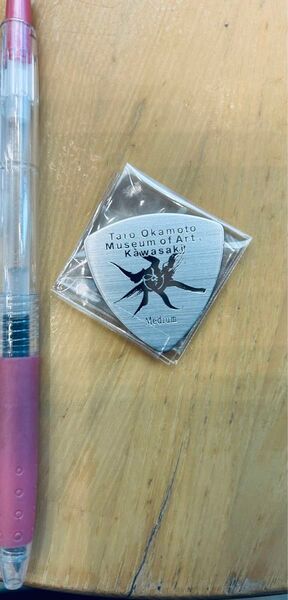 Taro Okamoto
Museum of Art,
Kawasaki
Medium